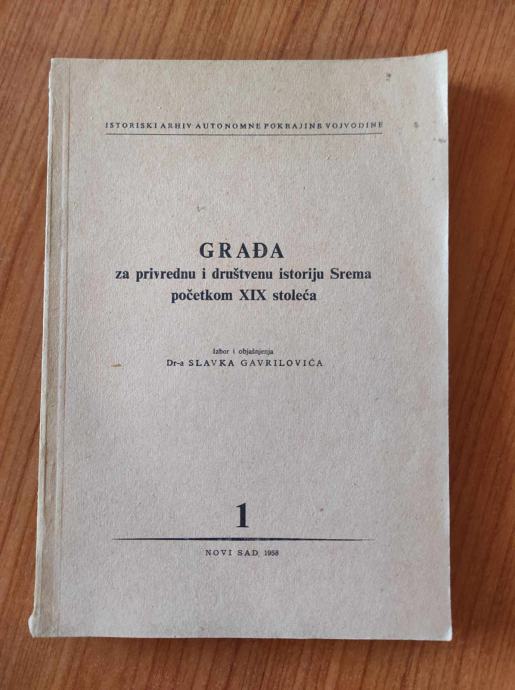 ISTORISKI ARHIV AUTONOMNE POKRAJINE VOJVODINE
GRAĐA
za privrednu i društvenu istoriju Srema
početkom XIX stoleća
Izbor i objašnjenja
Dr-a SLAVKA GAVRILOVIĆA
1
NOVI SAD, 1958